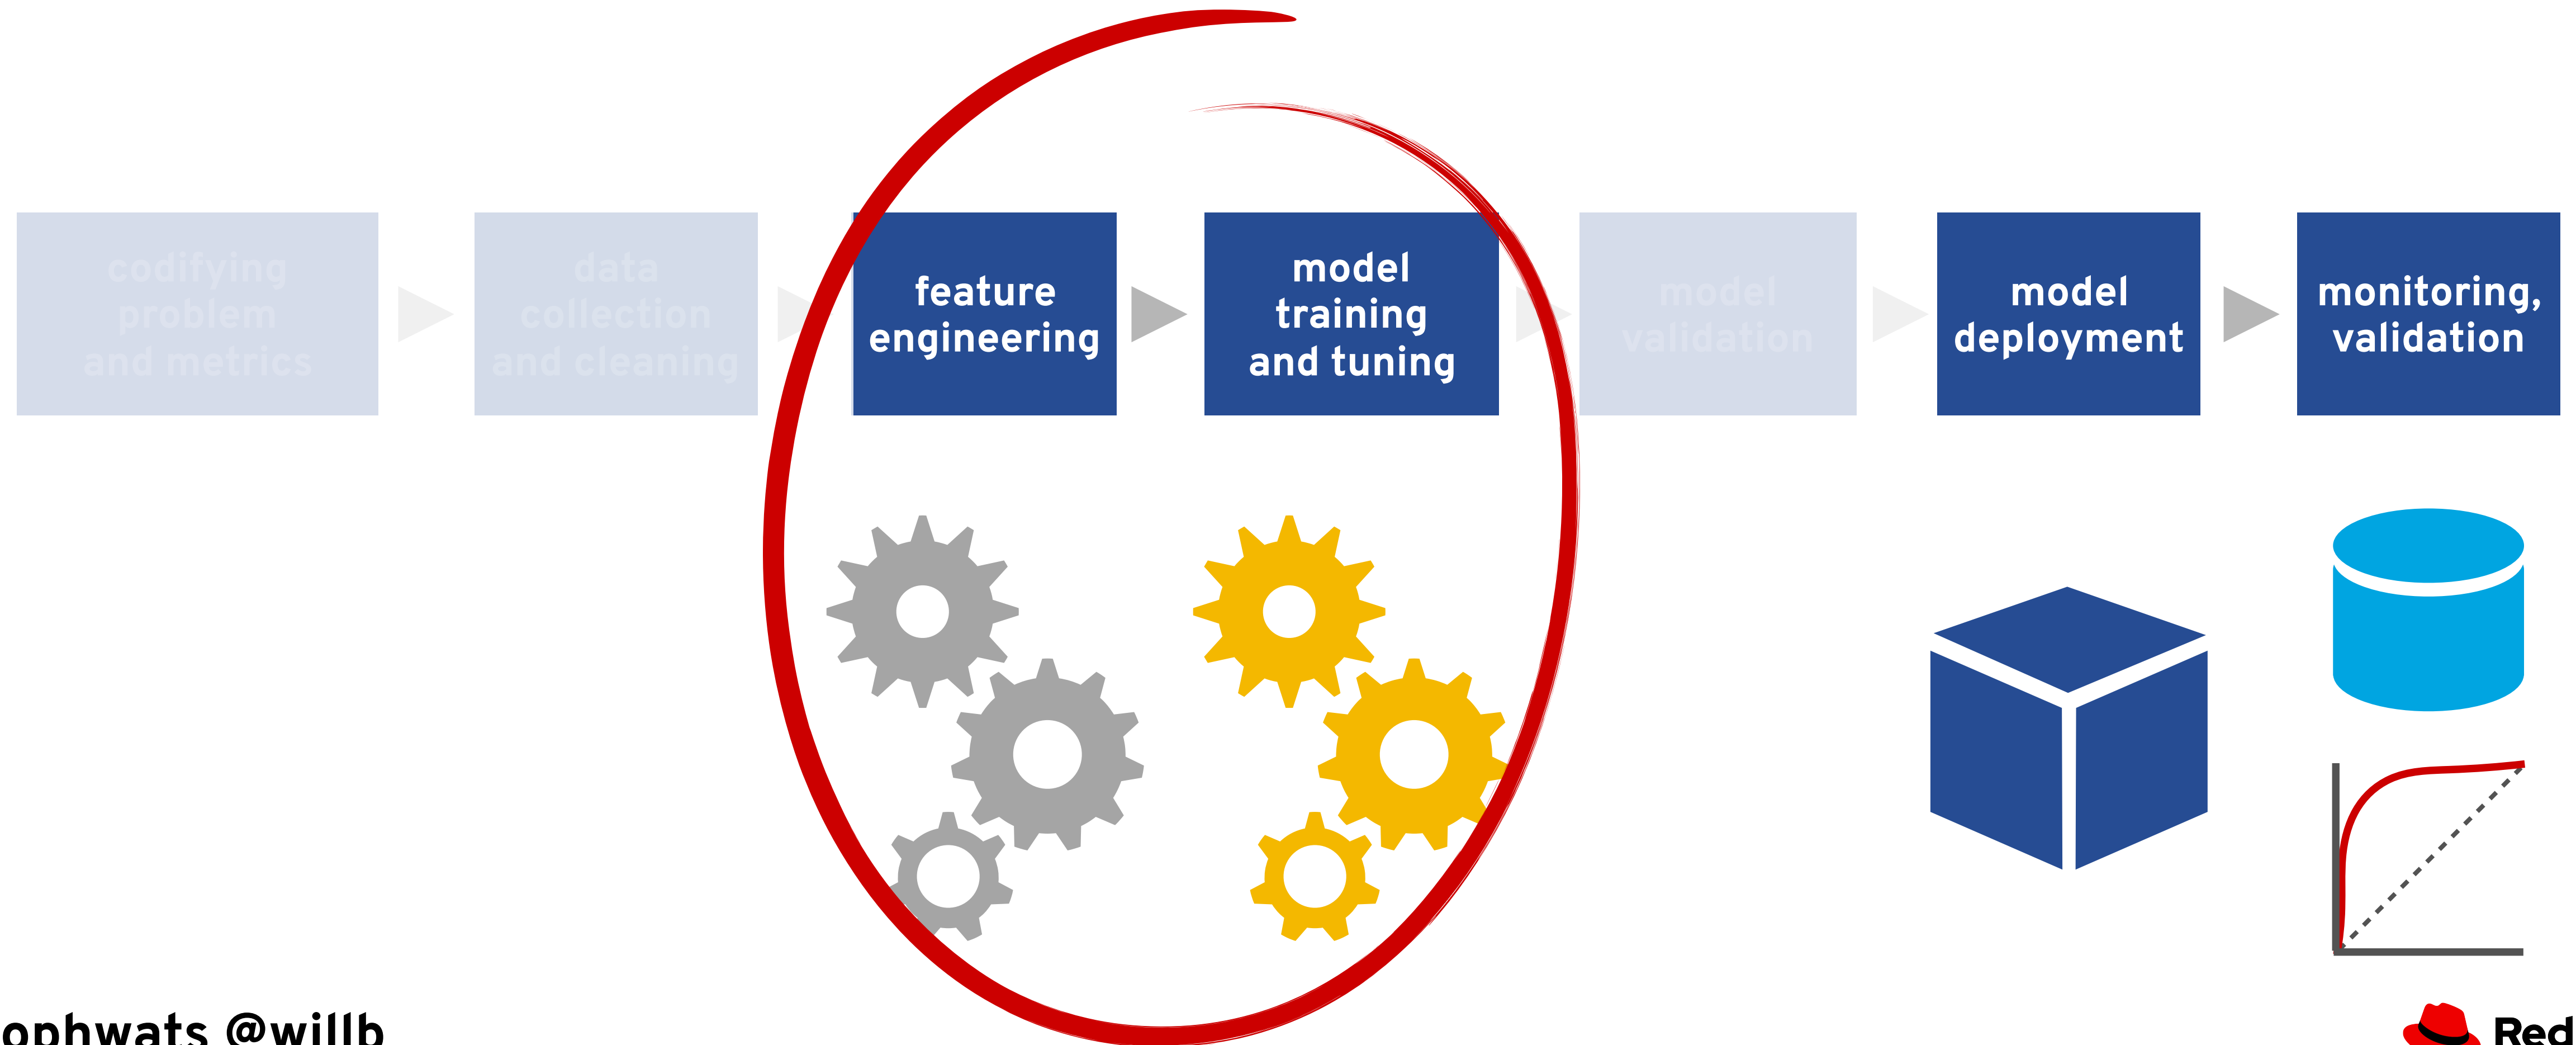 codifying
problem
and metrics
data
collection
and cleaning
feature
engineering
model
training
and tuning
model
validation
model
deployment
monitoring,
validation
ophwats @willb
Red